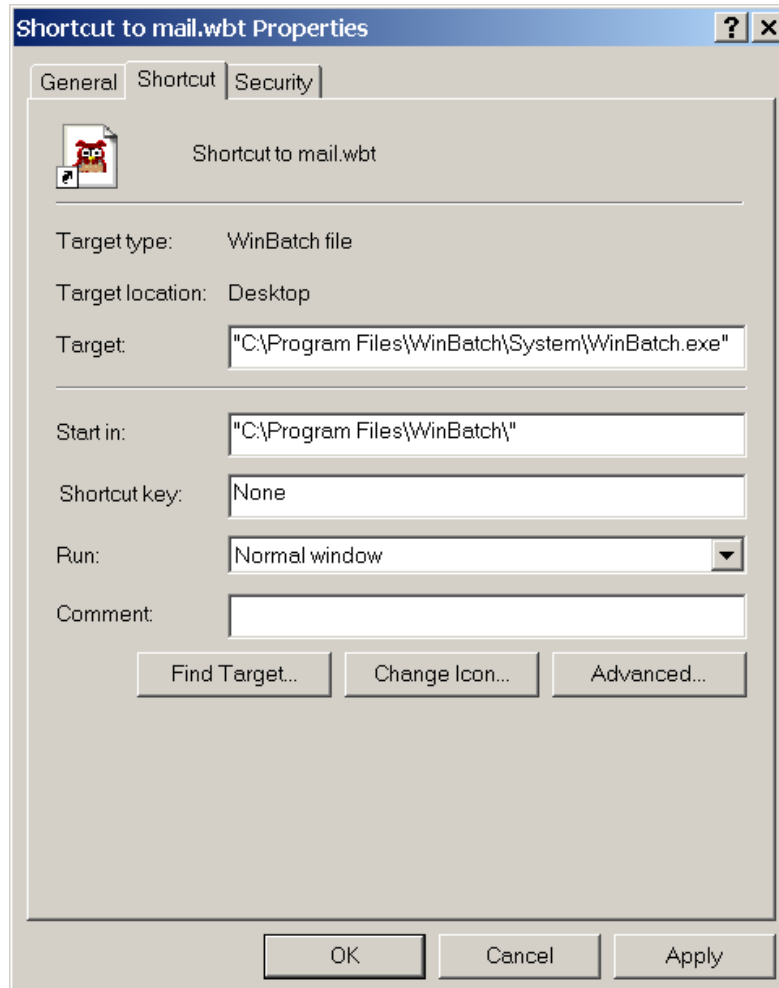 Shortcut to mail.wbt Properties
General Shortcut Security
Shortcut to mail.wbt
Target type: WinBatch file
Target location: Desktop
Target: "C:\Program Files\WinBatch\System\WinBatch.exe"
Start in: "C:\Program Files\WinBatch\"
Shortcut key: None
Run: Normal window
Comment:
Find Target... Change Icon... Advanced...
OK Cancel Apply